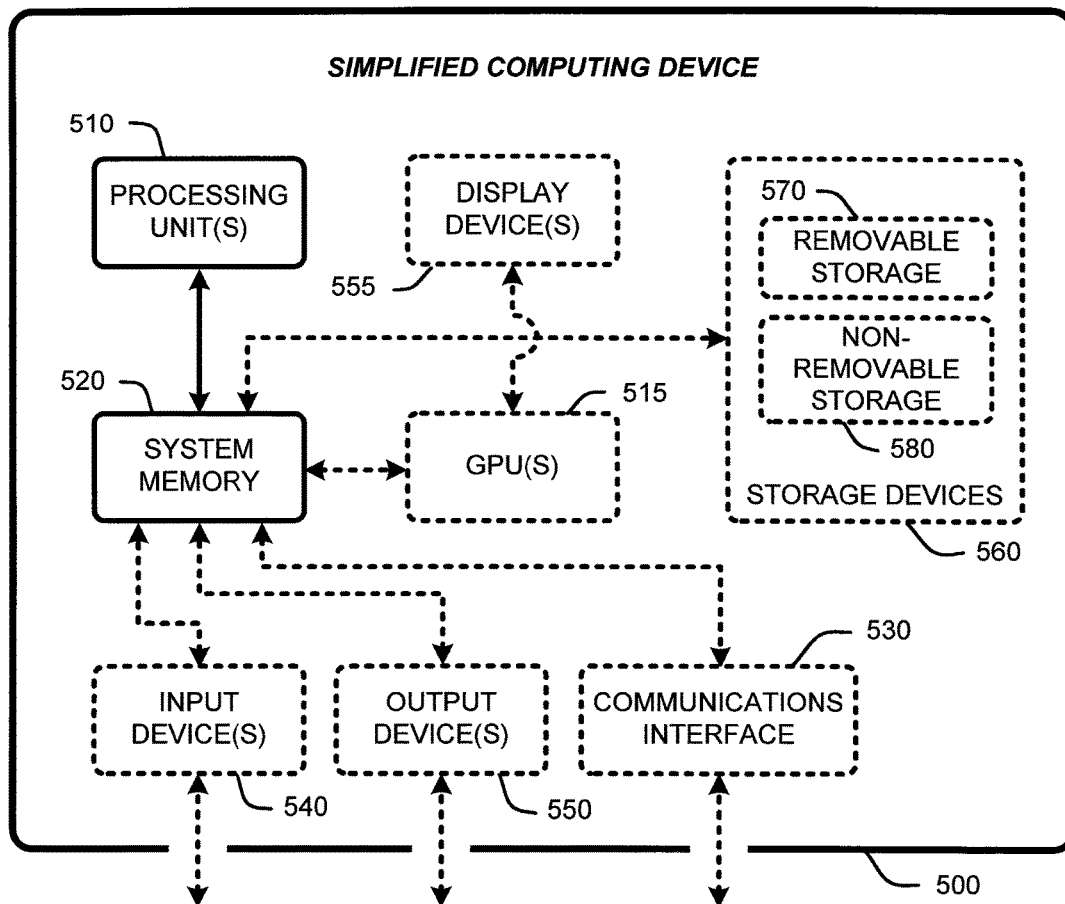 SIMPLIFIED COMPUTING DEVICE
510
PROCESSING
UNIT(S)
DISPLAY
DEVICE(S)
555
570
REMOVABLE
STORAGE
NON-
REMOVABLE
STORAGE
580
STORAGE DEVICES
560
520
SYSTEM
MEMORY
515
GPU(S)
530
INPUT
DEVICE(S)
540
OUTPUT
DEVICE(S)
550
COMMUNICATIONS
INTERFACE
500